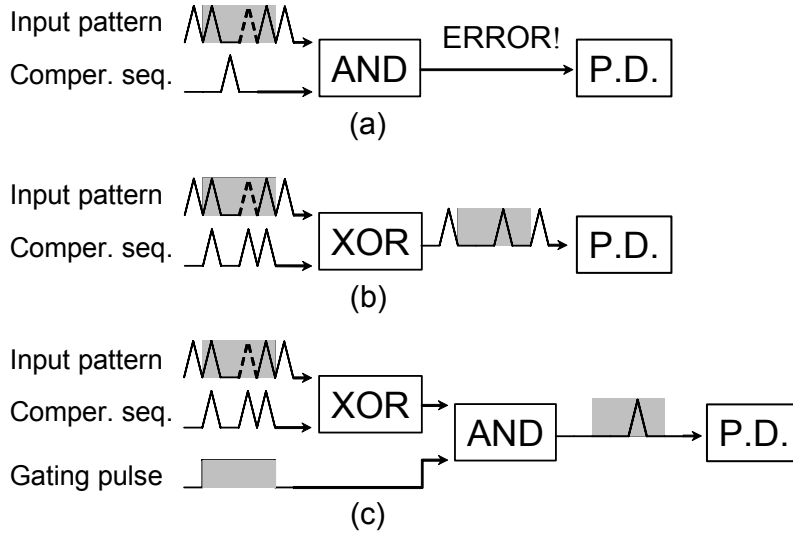 Input pattern
Comper. seq.
AND
ERROR!
P.D.
(a)
Input pattern
Comper. seq.
XOR
P.D.
(b)
Input pattern
Comper. seq.
Gating pulse
XOR
AND
P.D.
(c)